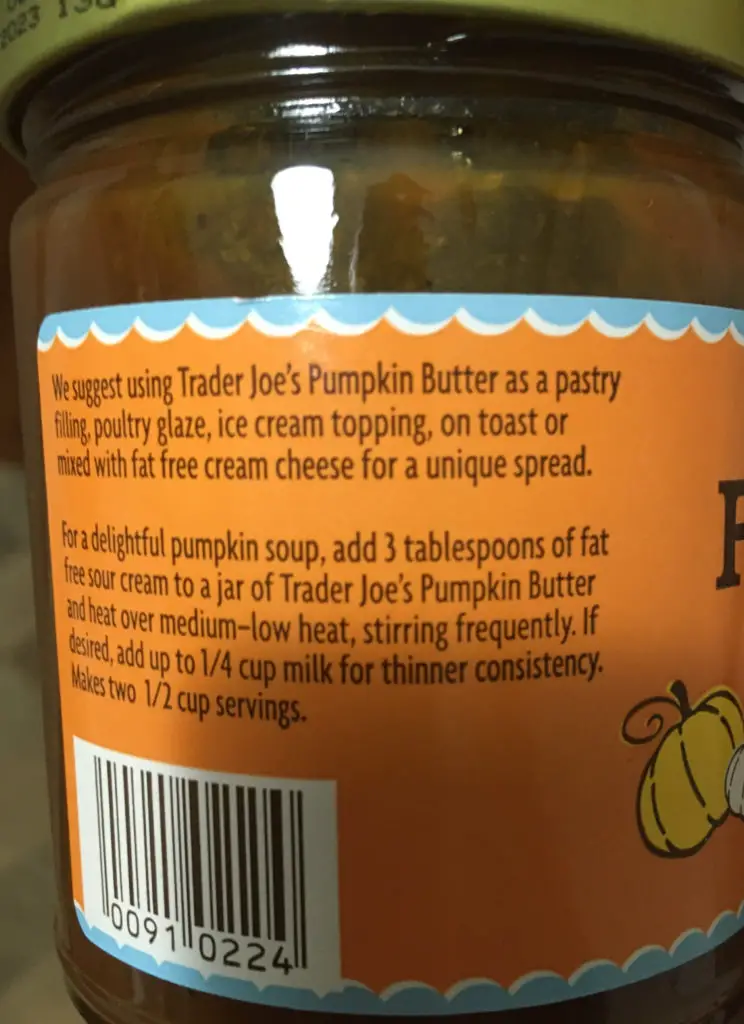 2023
We suggest using Trader Joe's Pumpkin Butter as a pastry
filling, poultry glaze, ice cream topping, on toast or
mixed with fat free cream cheese for a unique spread.
For a delightful pumpkin soup, add 3 tablespoons of fat
free sour cream to a jar of Trader Joe's Pumpkin Butter
and heat over medium-low heat, stirring frequently. If
desired, add up to 1/4 cup milk for thinner consistency.
Makes two 1/2 cup servings.
0091 0224